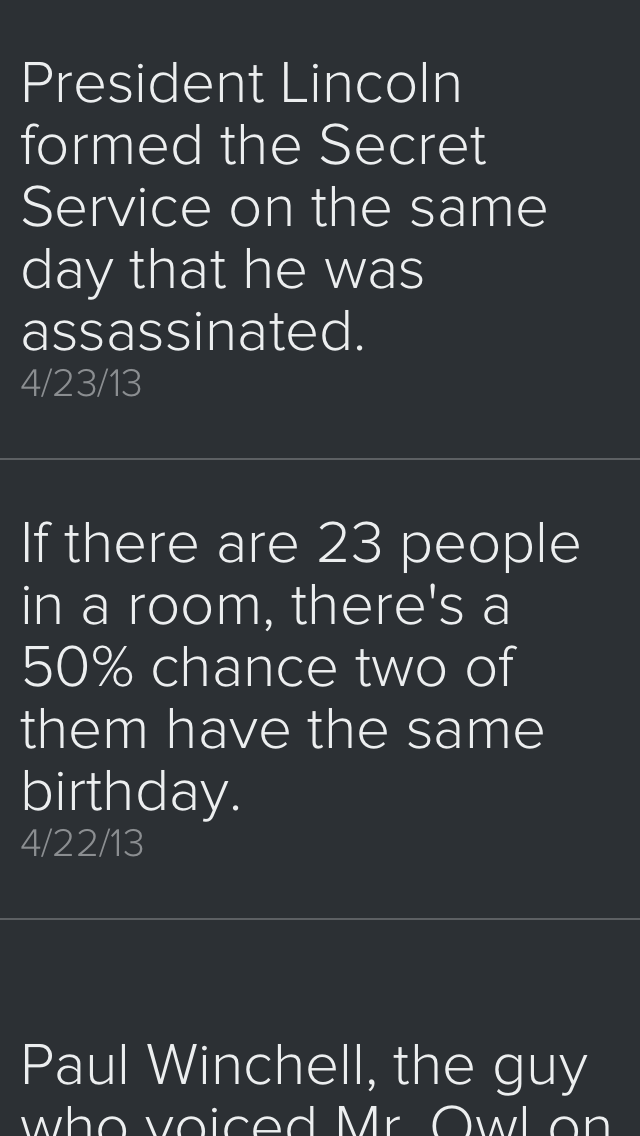 President Lincoln
formed the Secret
Service on the same
day that he was
assassinated.
4/23/13
If there are 23 people
in a room, there's a
50% chance two of
them have the same
birthday.
4/22/13
Paul Winchell, the guy
who voiced Mr. Owl on